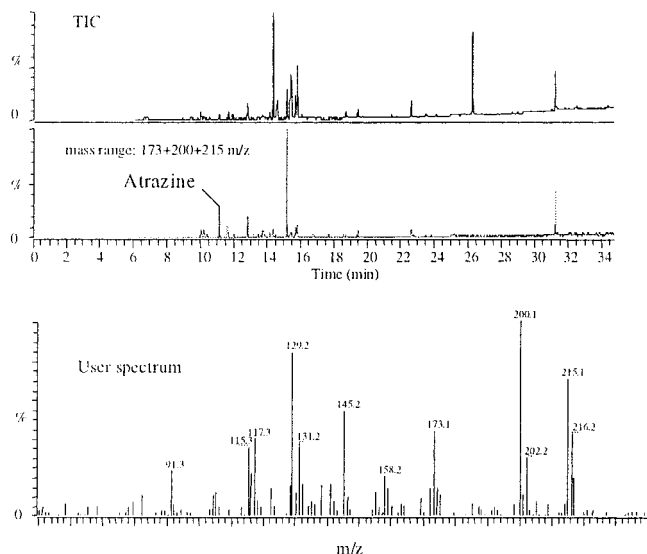 TIC
%
0
mass range: 173+200+215 m/z
%
Atrazine
0
0 2 4 6 8 10 12 14 16 18 20 22 24 26 28 30 32 34
Time (min)
200.1
129.2
User spectrum
215.1
145.2
%
115.3 117.3 131.2 173.1 216.2
91.3 158.2 202.2
m/z